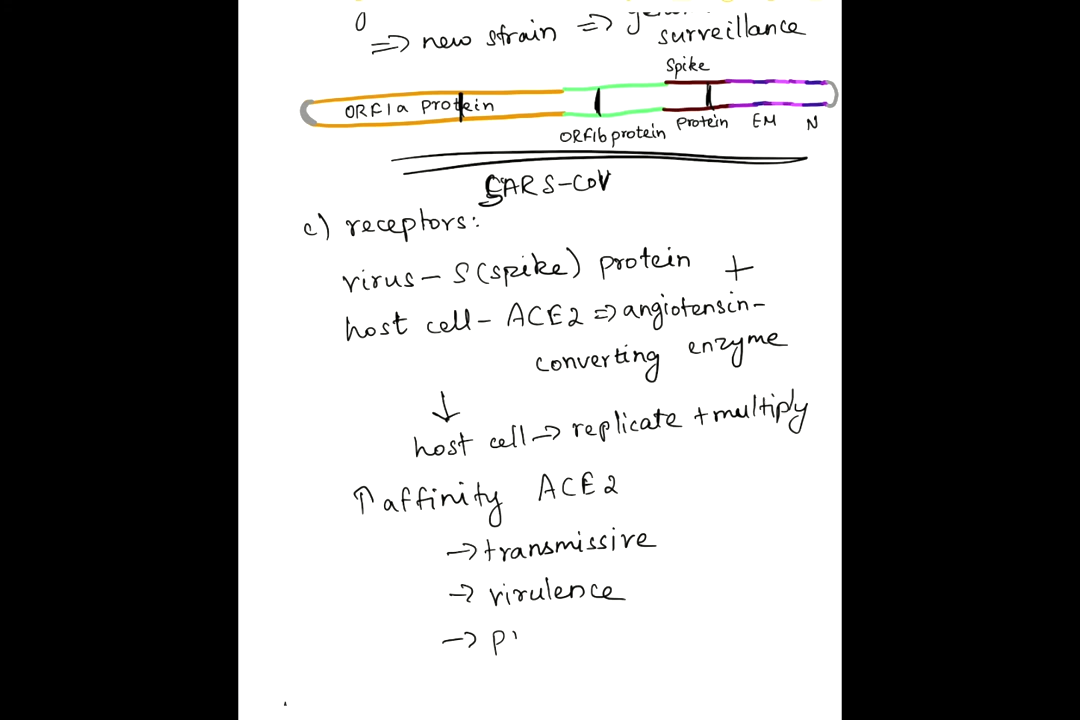 ⇒ new strain ⇒
surveillance
Spike
ORF1a protein
ORF1b protein
Protein
EM
N
SARS-CoV
c) receptors:
virus - S(spike) protein +
host cell - ACE2 ⇒ angiotensin-
converting enzyme
↓
host cell → replicate + multiply
↑ affinity ACE2
→ transmissive
→ virulence
→ p